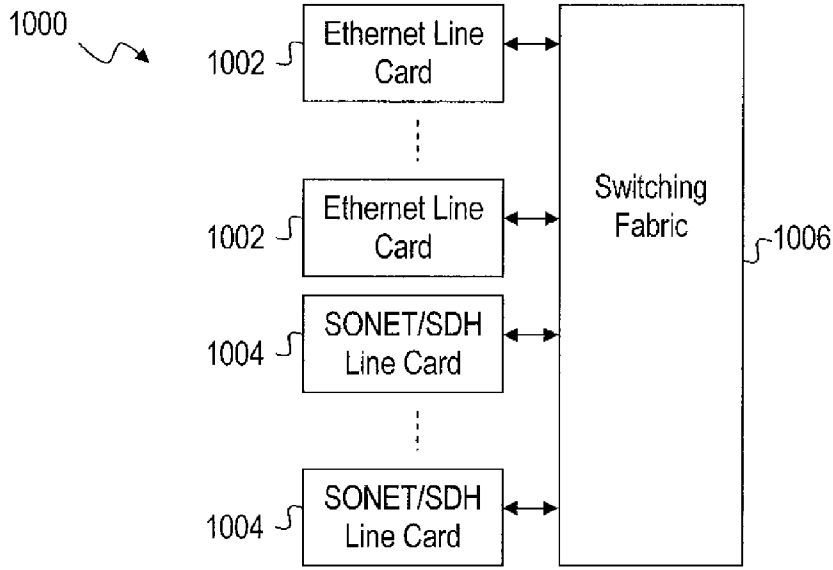 1000
1002
Ethernet Line
Card
1002
Ethernet Line
Card
1004
SONET/SDH
Line Card
1004
SONET/SDH
Line Card
Switching
Fabric
1006